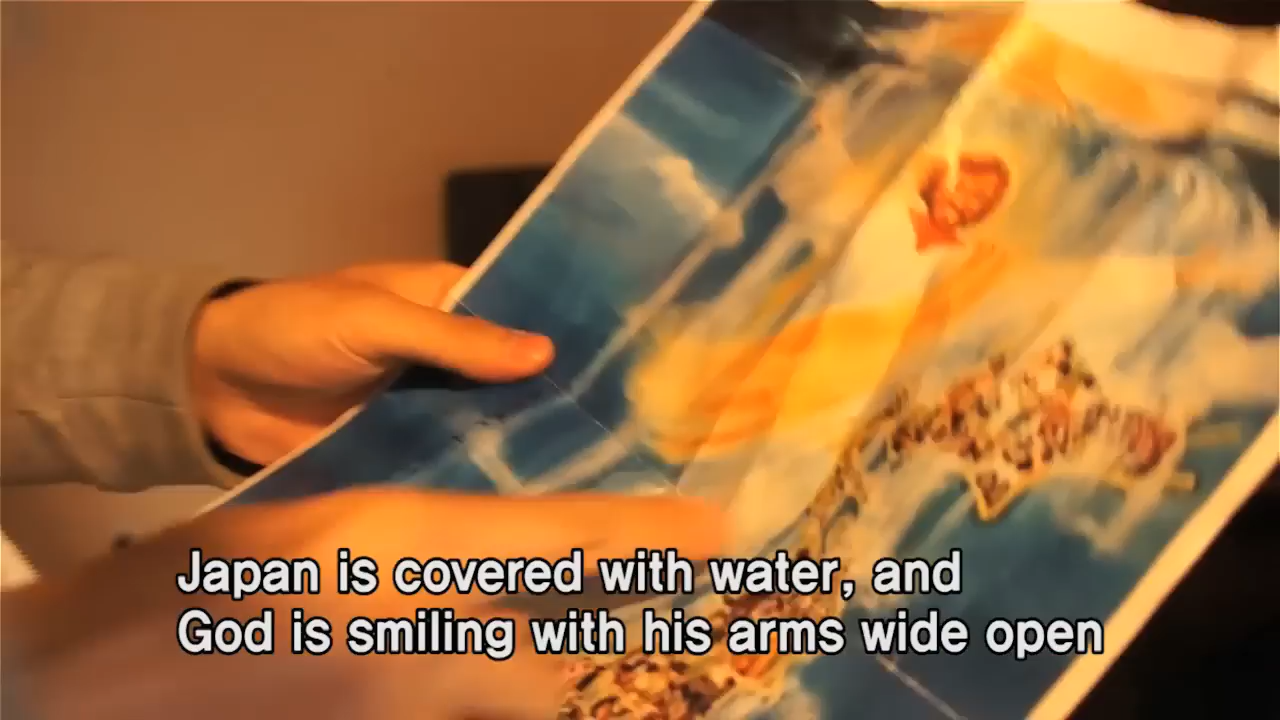 Japan is covered with water, and
God is smiling with his arms wide open